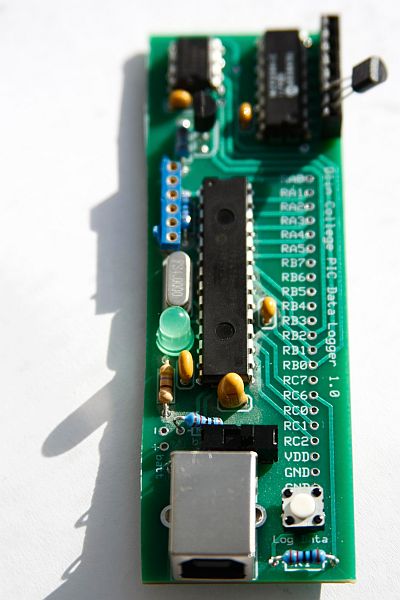 RA0
RA1
RA2
RA3
RA4
RA5
RB7
RB6
RB5
RB4
RB3
RB2
RB1
RB0
RC7
RC6
RC0
RC1
RC2
VDD
GND
GND
Olin College PIC Data Logger 1.0
Log Data